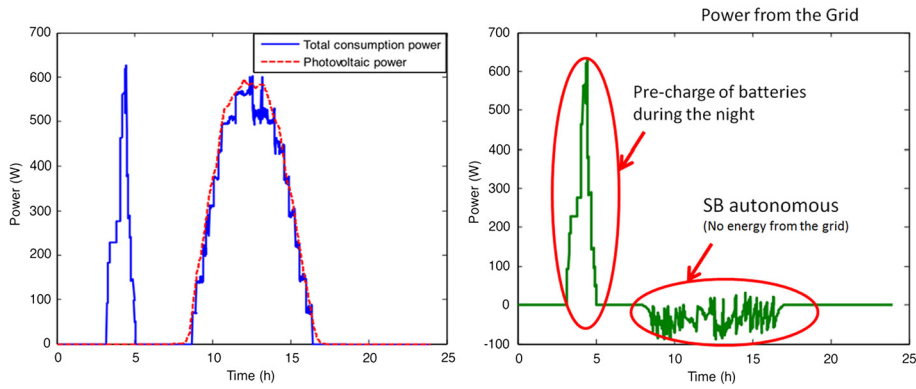 Power from the Grid
700
600
500
400
300
200
100
0
Power (W)
0
5
10
15
20
25
Time (h)
Total consumption power
Photovoltaic power
700
600
500
400
300
200
100
0
-100
Power (W)
0
5
10
15
20
25
Time (h)
Pre-charge of batteries
during the night
SB autonomous
(No energy from the grid)